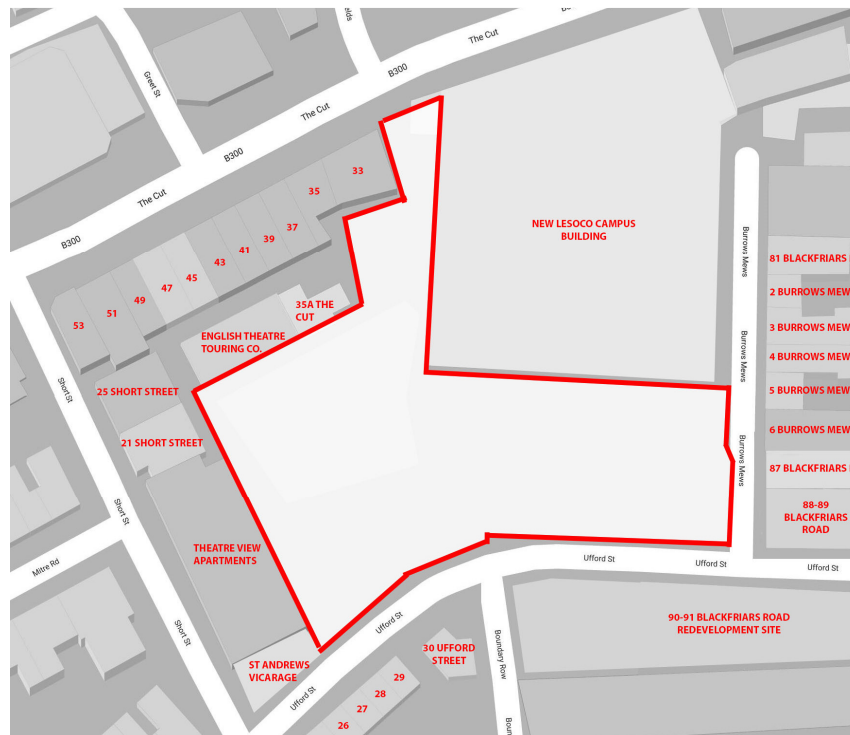 The Cut
B300
Greet St
B300
The Cut
B300
The Cut
B300
33
35
37
39
41
43
45
47
49
51
53
35A THE
CUT
ENGLISH THEATRE
TOURING CO.
NEW LESOCO CAMPUS
BUILDING
Burrows Mews
Burrows Mews
Burrows Mews
81 BLACKFRIARS
2 BURROWS MEW
3 BURROWS MEW
4 BURROWS MEW
5 BURROWS MEW
6 BURROWS MEW
87 BLACKFRIARS
88-89
BLACKFRIARS
ROAD
Short St
25 SHORT STREET
21 SHORT STREET
Short St
Mitre Rd
THEATRE VIEW
APARTMENTS
Short St
ST ANDREWS
VICARAGE
Ufford St
Ufford St
Ufford St
Ufford St
Ufford St
30 UFFORD
STREET
Boundary Row
Boun
29
28
27
26
90-91 BLACKFRIARS ROAD
REDEVELOPMENT SITE